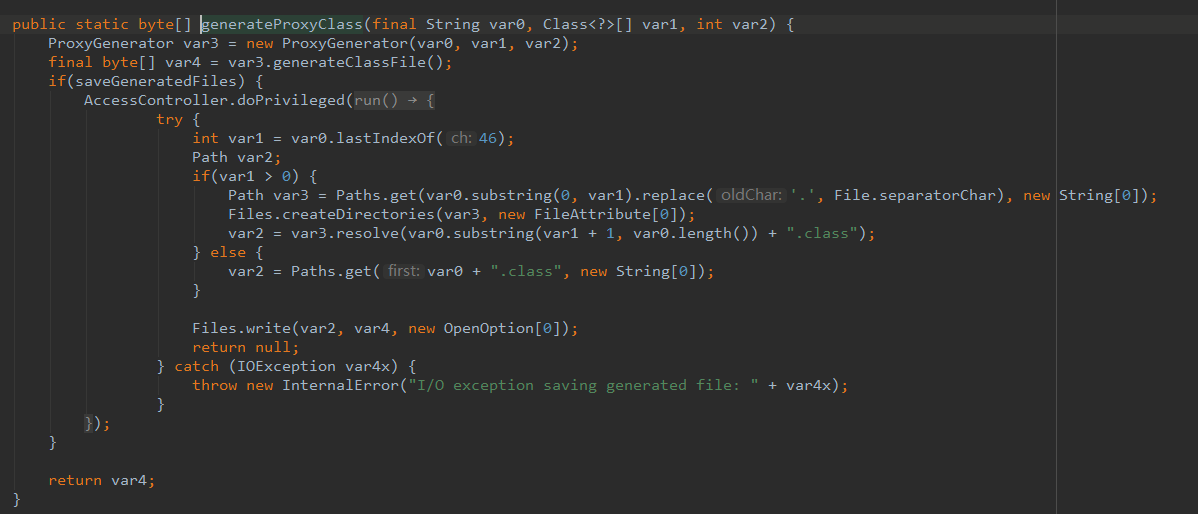 public static byte[] generateProxyClass(final String var0, Class<?>[] var1, int var2) {
    ProxyGenerator var3 = new ProxyGenerator(var0, var1, var2);
    final byte[] var4 = var3.generateClassFile();
    if(saveGeneratedFiles) {
        AccessController.doPrivileged(run() → {
                try {
                    int var1 = var0.lastIndexOf( ch: 46);
                    Path var2;
                    if(var1 > 0) {
                        Path var3 = Paths.get(var0.substring(0, var1).replace( oldChar: '.', File.separatorChar), new String[0]);
                        Files.createDirectories(var3, new FileAttribute[0]);
                        var2 = var3.resolve(var0.substring(var1 + 1, var0.length()) + ".class");
                    } else {
                        var2 = Paths.get( first: var0 + ".class", new String[0]);
                    }

                    Files.write(var2, var4, new OpenOption[0]);
                    return null;
                } catch (IOException var4x) {
                    throw new InternalError("I/O exception saving generated file: " + var4x);
                }
        });
    }

    return var4;
}